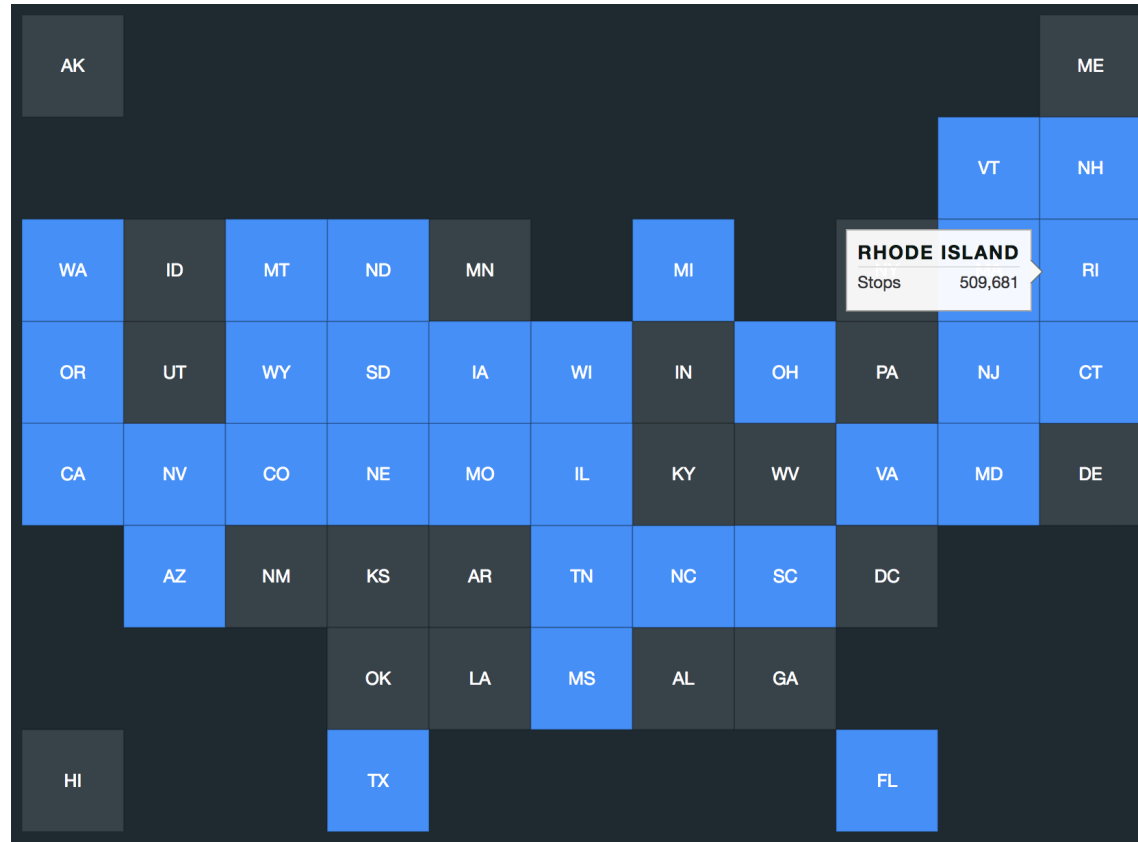 AK
ME
VT
NH
WA
ID
MT
ND
MN
MI
RHODE ISLAND
Stops 509,681
RI
OR
UT
WY
SD
IA
WI
IN
OH
PA
NJ
CT
CA
NV
CO
NE
MO
IL
KY
WV
VA
MD
DE
AZ
NM
KS
AR
TN
NC
SC
DC
OK
LA
MS
AL
GA
HI
TX
FL